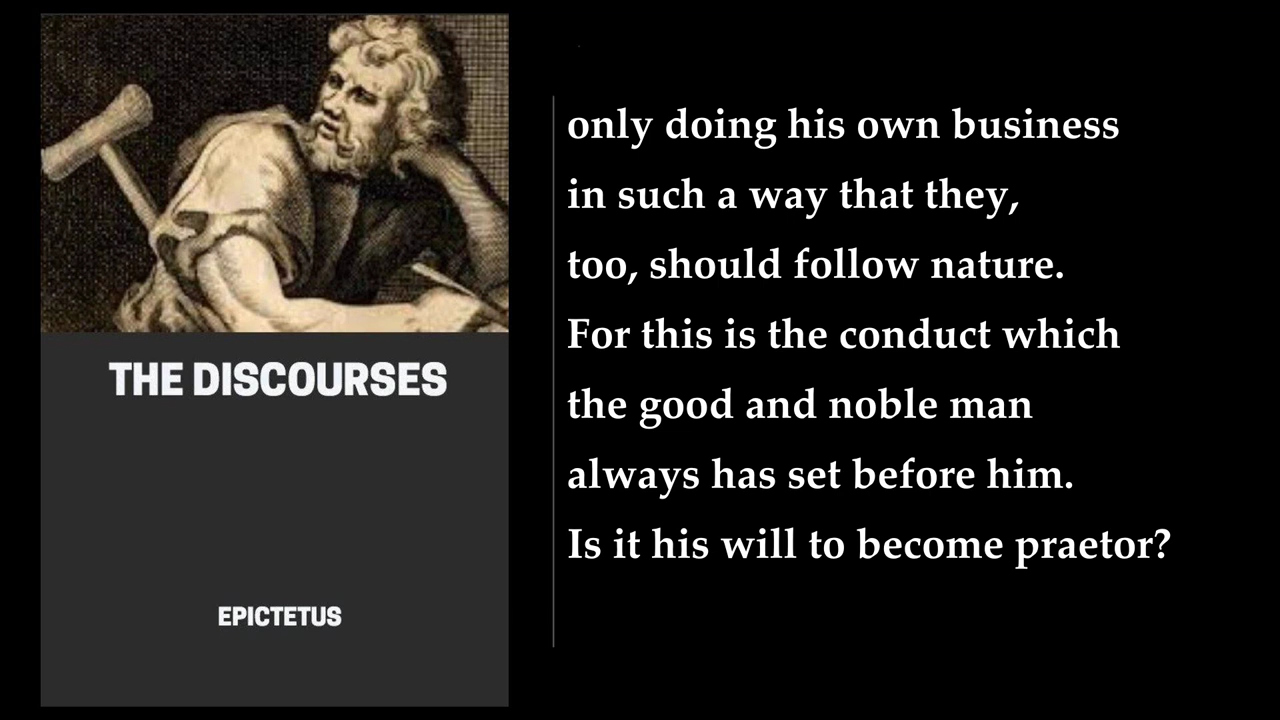 THE DISCOURSES
EPICTETUS
only doing his own business
in such a way that they,
too, should follow nature.
For this is the conduct which
the good and noble man
always has set before him.
Is it his will to become praetor?